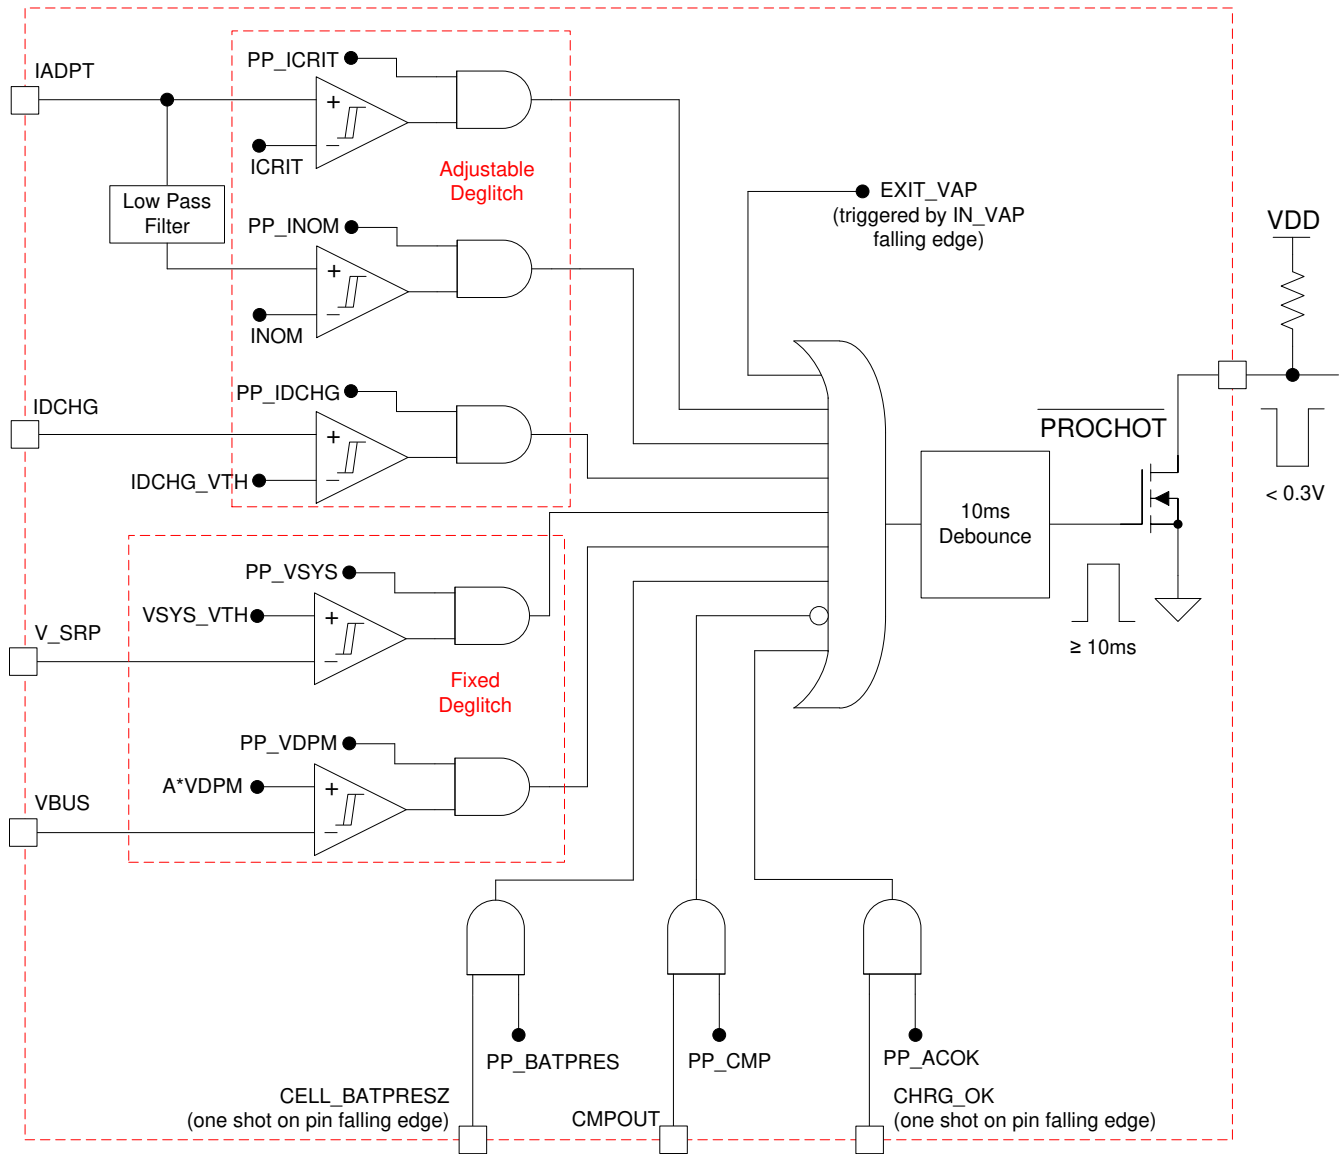 IADPT
PP_ICRIT
+
−
ICRIT
Adjustable
Deglitch
Low Pass
Filter
PP_INOM
+
−
INOM
EXIT_VAP
(triggered by IN_VAP
falling edge)
VDD
IDCHG
PP_IDCHG
+
−
IDCHG_VTH
PROCHOT
< 0.3V
10ms
Debounce
≥ 10ms
PP_VSYS
VSYS_VTH
+
−
V_SRP
Fixed
Deglitch
PP_VDPM
A*VDPM
+
−
VBUS
PP_BATPRES
PP_CMP
PP_ACOK
CELL_BATPRESZ
(one shot on pin falling edge)
CMPOUT
CHRG_OK
(one shot on pin falling edge)